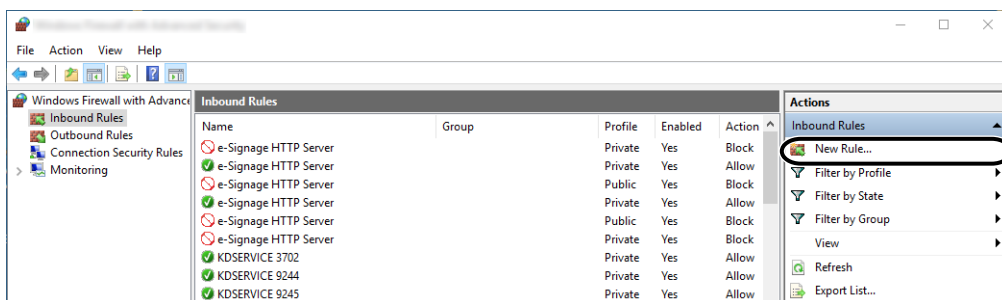 File Action View Help
Windows Firewall with Advance
Inbound Rules
Outbound Rules
Connection Security Rules
Monitoring
Inbound Rules
Name Group Profile Enabled Action
e-Signage HTTP Server Private Yes Block
e-Signage HTTP Server Private Yes Allow
e-Signage HTTP Server Public Yes Block
e-Signage HTTP Server Private Yes Allow
e-Signage HTTP Server Public Yes Block
e-Signage HTTP Server Private Yes Block
KDSERVICE 3702 Private Yes Allow
KDSERVICE 9244 Private Yes Allow
KDSERVICE 9245 Private Yes Allow
Actions
Inbound Rules
New Rule...
Filter by Profile
Filter by State
Filter by Group
View
Refresh
Export List...